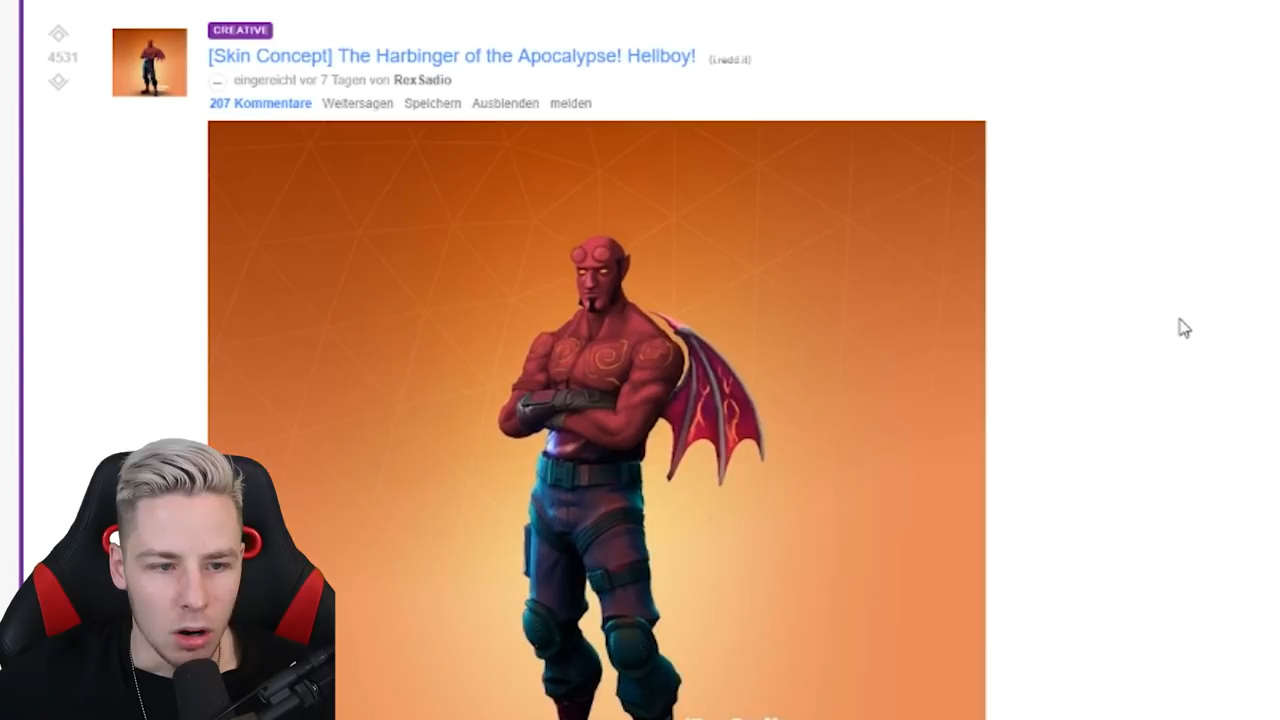 CREATIVE
4531
[Skin Concept] The Harbinger of the Apocalypse! Hellboy! (i.redd.it)
eingereicht vor 7 Tagen von RexSadio
207 Kommentare Weitersagen Speichern Ausblenden melden